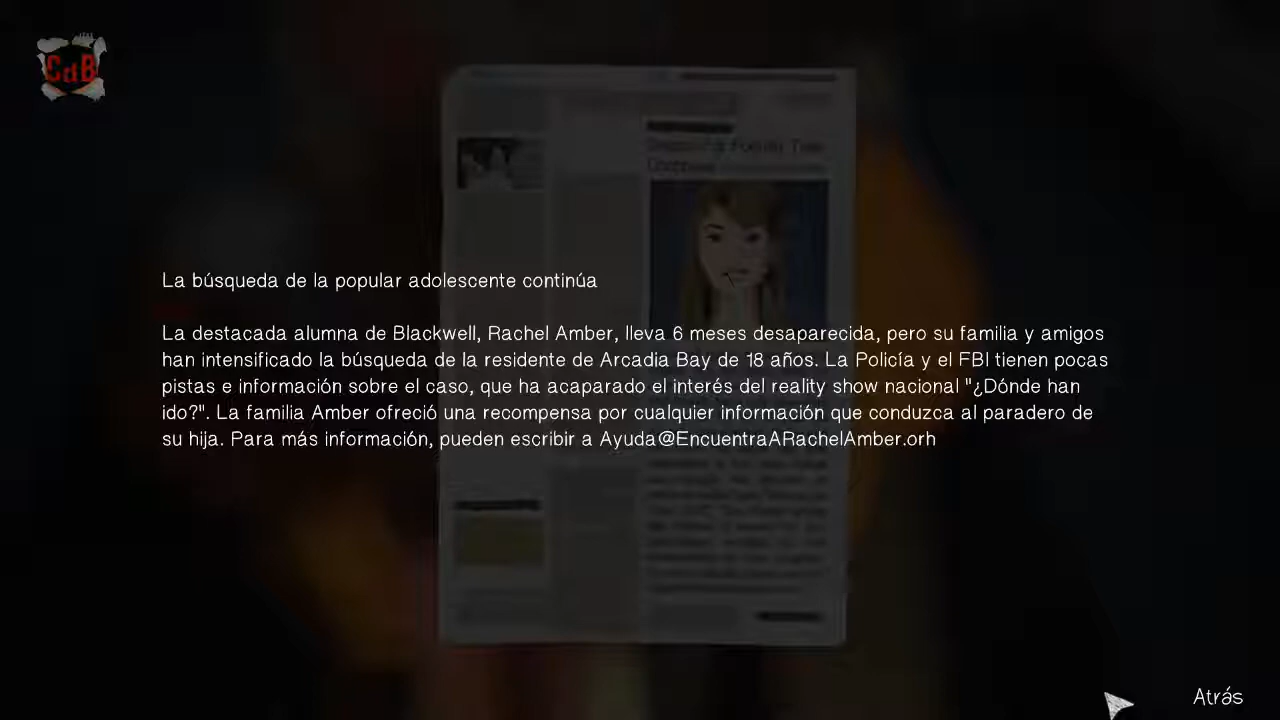 CdB
La búsqueda de la popular adolescente continúa
La destacada alumna de Blackwell, Rachel Amber, lleva 6 meses desaparecida, pero su familia y amigos
han intensificado la búsqueda de la residente de Arcadia Bay de 18 años. La Policía y el FBI tienen pocas
pistas e información sobre el caso, que ha acaparado el interés del reality show nacional "¿Dónde han
ido?". La familia Amber ofreció una recompensa por cualquier información que conduzca al paradero de
su hija. Para más información, pueden escribir a Ayuda@EncuentraARachelAmber.orh
Atrás